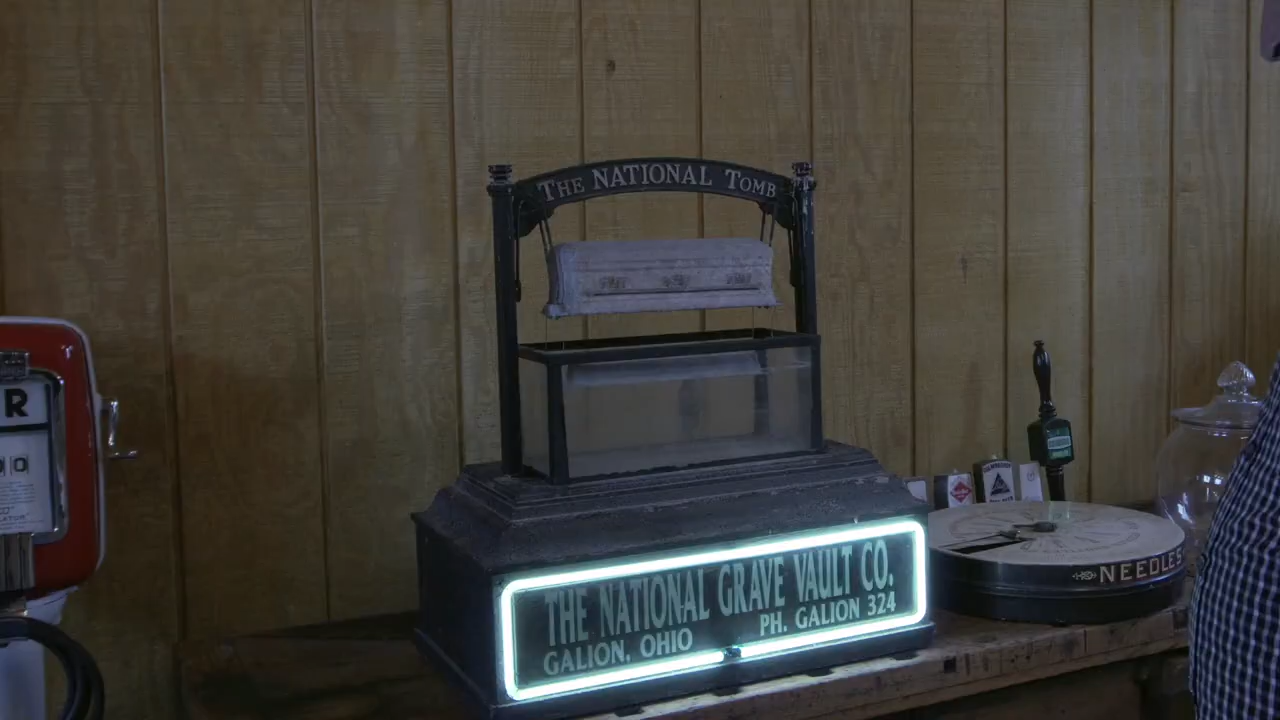 THE NATIONAL TOMB
THE NATIONAL GRAVE VAULT CO.
GALION, OHIO
PH. GALION 324
NEEDLES
R